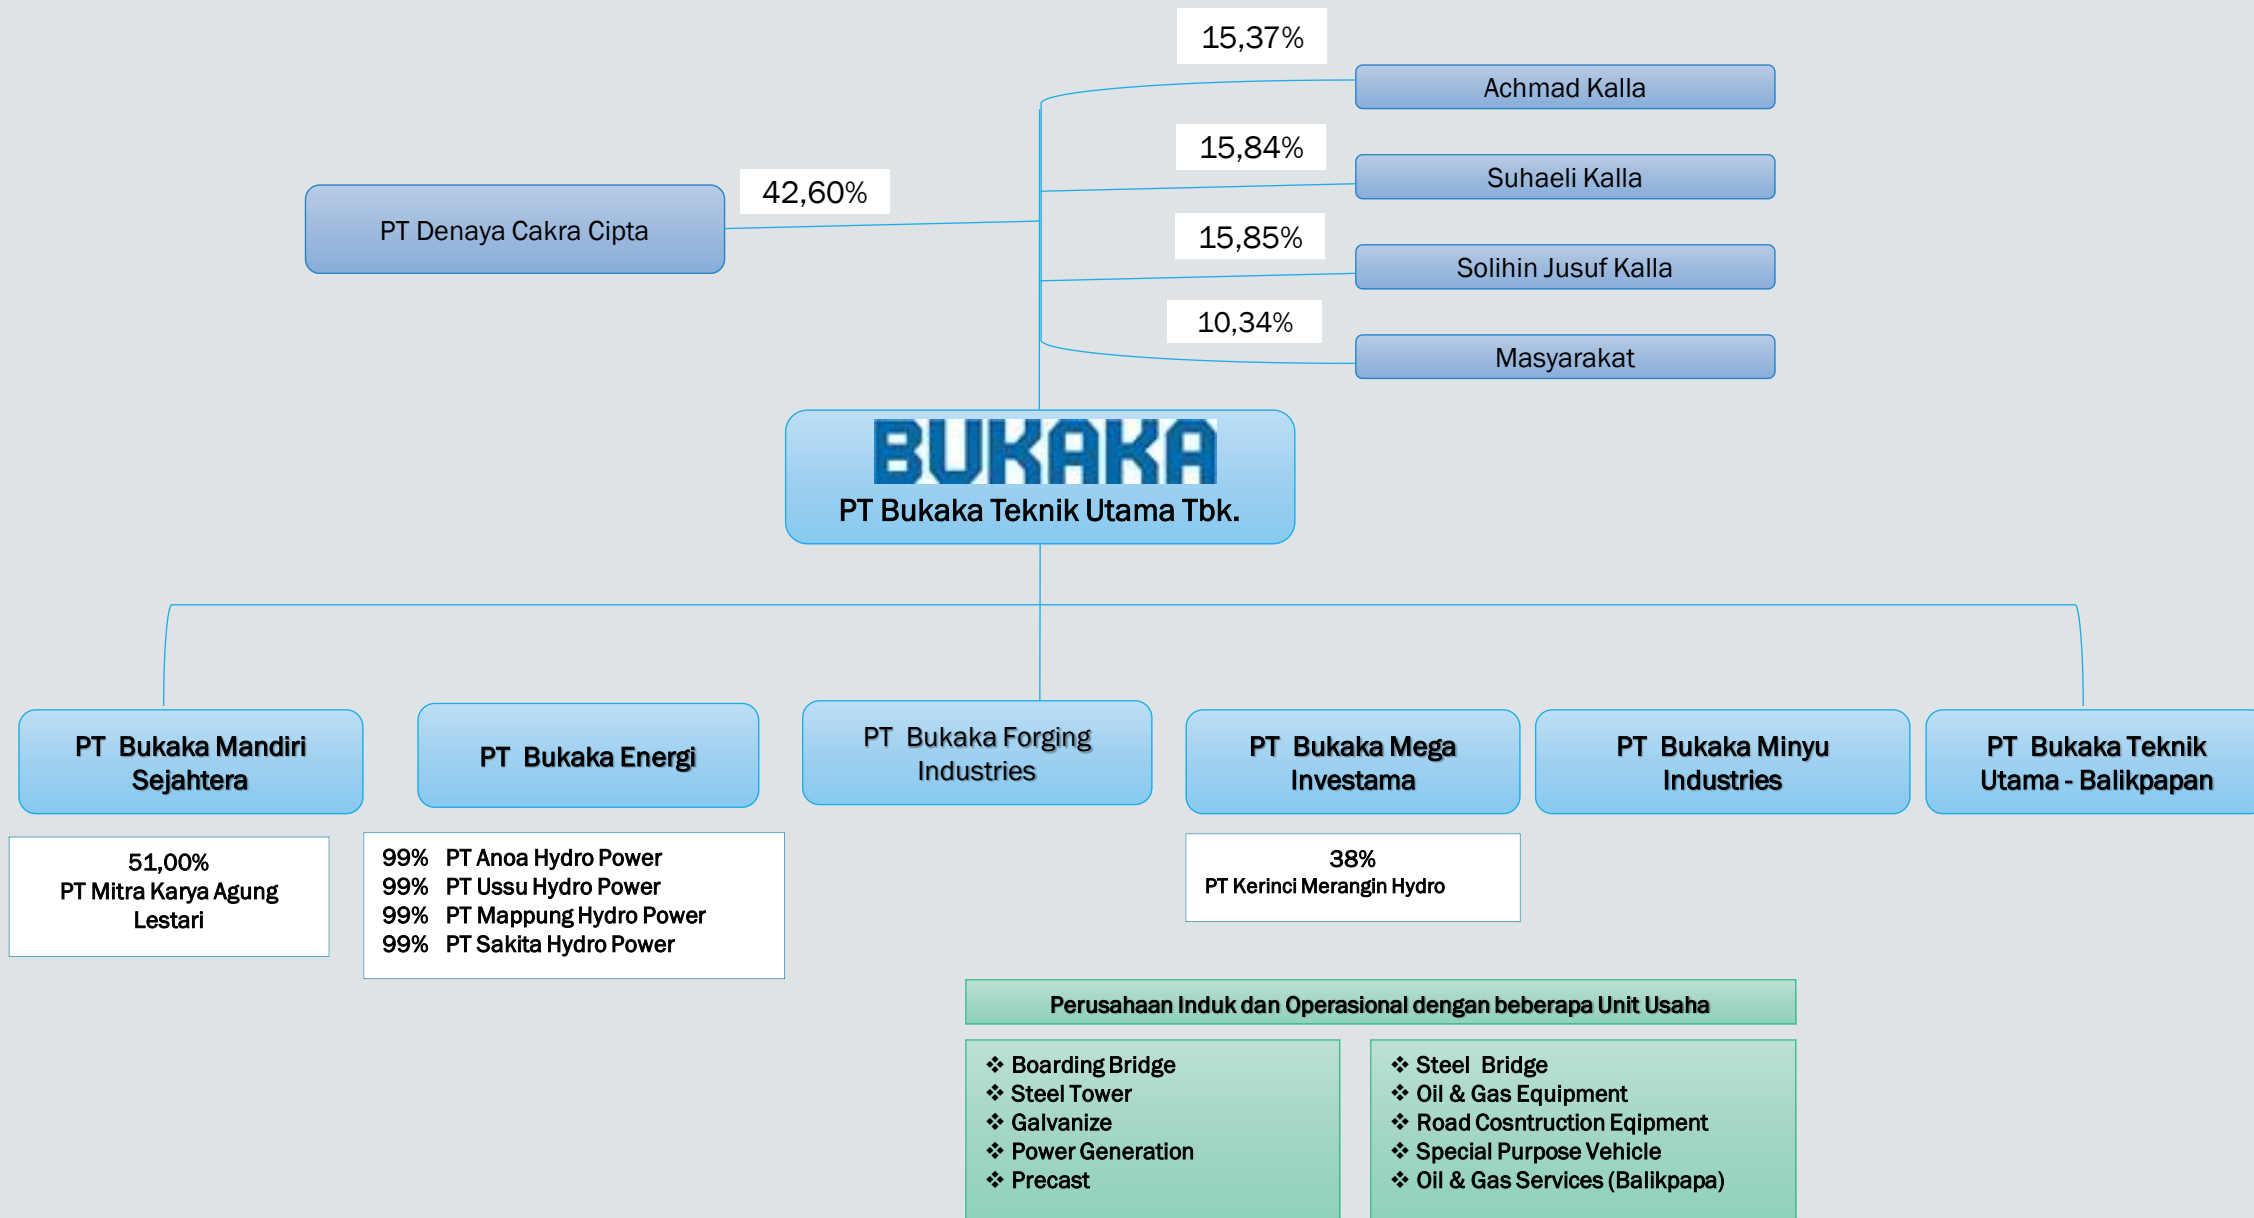 15,37%
Achmad Kalla
15,84%
Suhaeli Kalla
42,60%
PT Denaya Cakra Cipta
15,85%
Solihin Jusuf Kalla
10,34%
Masyarakat
BUKAKA
PT Bukaka Teknik Utama Tbk.
PT Bukaka Mandiri
Sejahtera
PT Bukaka Energi
PT Bukaka Forging
Industries
PT Bukaka Mega
Investama
PT Bukaka Minyu
Industries
PT Bukaka Teknik
Utama - Balikpapan
51,00%
PT Mitra Karya Agung
Lestari
99% PT Anoa Hydro Power
99% PT Ussu Hydro Power
99% PT Mappung Hydro Power
99% PT Sakita Hydro Power
38%
PT Kerinci Merangin Hydro
Perusahaan Induk dan Operasional dengan beberapa Unit Usaha
❖ Boarding Bridge
❖ Steel Tower
❖ Galvanize
❖ Power Generation
❖ Precast
❖ Steel Bridge
❖ Oil & Gas Equipment
❖ Road Cosntruction Eqipment
❖ Special Purpose Vehicle
❖ Oil & Gas Services (Balikpapa)